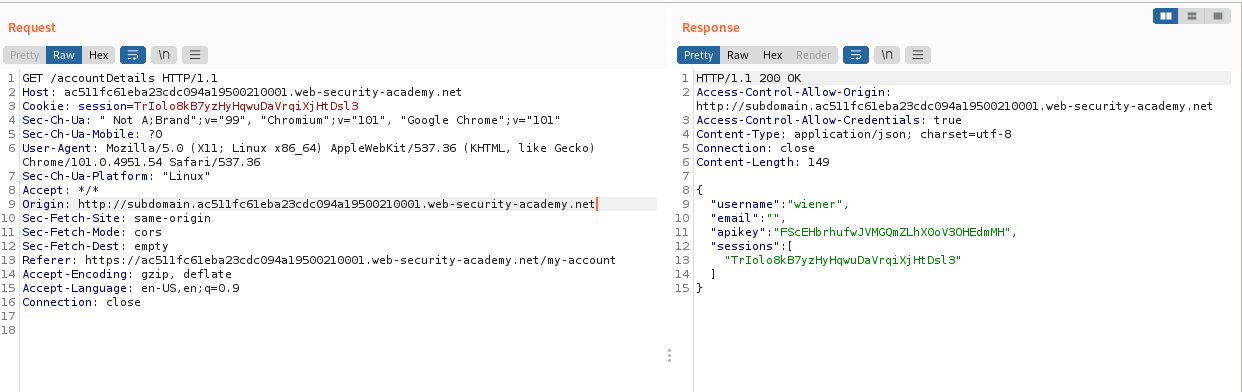 Request
Response
Pretty Raw Hex \n
Pretty Raw Hex Render \n
1 GET /accountDetails HTTP/1.1
2 Host: ac511fc61eba23cdc094a19500210001.web-security-academy.net
3 Cookie: session=TrIolo8kB7yzHyHqwuDaVrqiXjHtDsl3
4 Sec-Ch-Ua: " Not A;Brand";v="99", "Chromium";v="101", "Google Chrome";v="101"
5 Sec-Ch-Ua-Mobile: ?0
6 User-Agent: Mozilla/5.0 (X11; Linux x86_64) AppleWebKit/537.36 (KHTML, like Gecko)
Chrome/101.0.4951.54 Safari/537.36
7 Sec-Ch-Ua-Platform: "Linux"
8 Accept: */*
9 Origin: http://subdomain.ac511fc61eba23cdc094a19500210001.web-security-academy.net
10 Sec-Fetch-Site: same-origin
11 Sec-Fetch-Mode: cors
12 Sec-Fetch-Dest: empty
13 Referer: https://ac511fc61eba23cdc094a19500210001.web-security-academy.net/my-account
14 Accept-Encoding: gzip, deflate
15 Accept-Language: en-US,en;q=0.9
16 Connection: close
17
18
1 HTTP/1.1 200 OK
2 Access-Control-Allow-Origin:
http://subdomain.ac511fc61eba23cdc094a19500210001.web-security-academy.net
3 Access-Control-Allow-Credentials: true
4 Content-Type: application/json; charset=utf-8
5 Connection: close
6 Content-Length: 149
7
8 {
9 "username":"wiener",
10 "email":"",
11 "apikey":"FScEHbrhufwJVMGQmZLhXOoV3OHEdmMH",
12 "sessions":[
13 "TrIolo8kB7yzHyHqwuDaVrqiXjHtDsl3"
14 ]
15 }